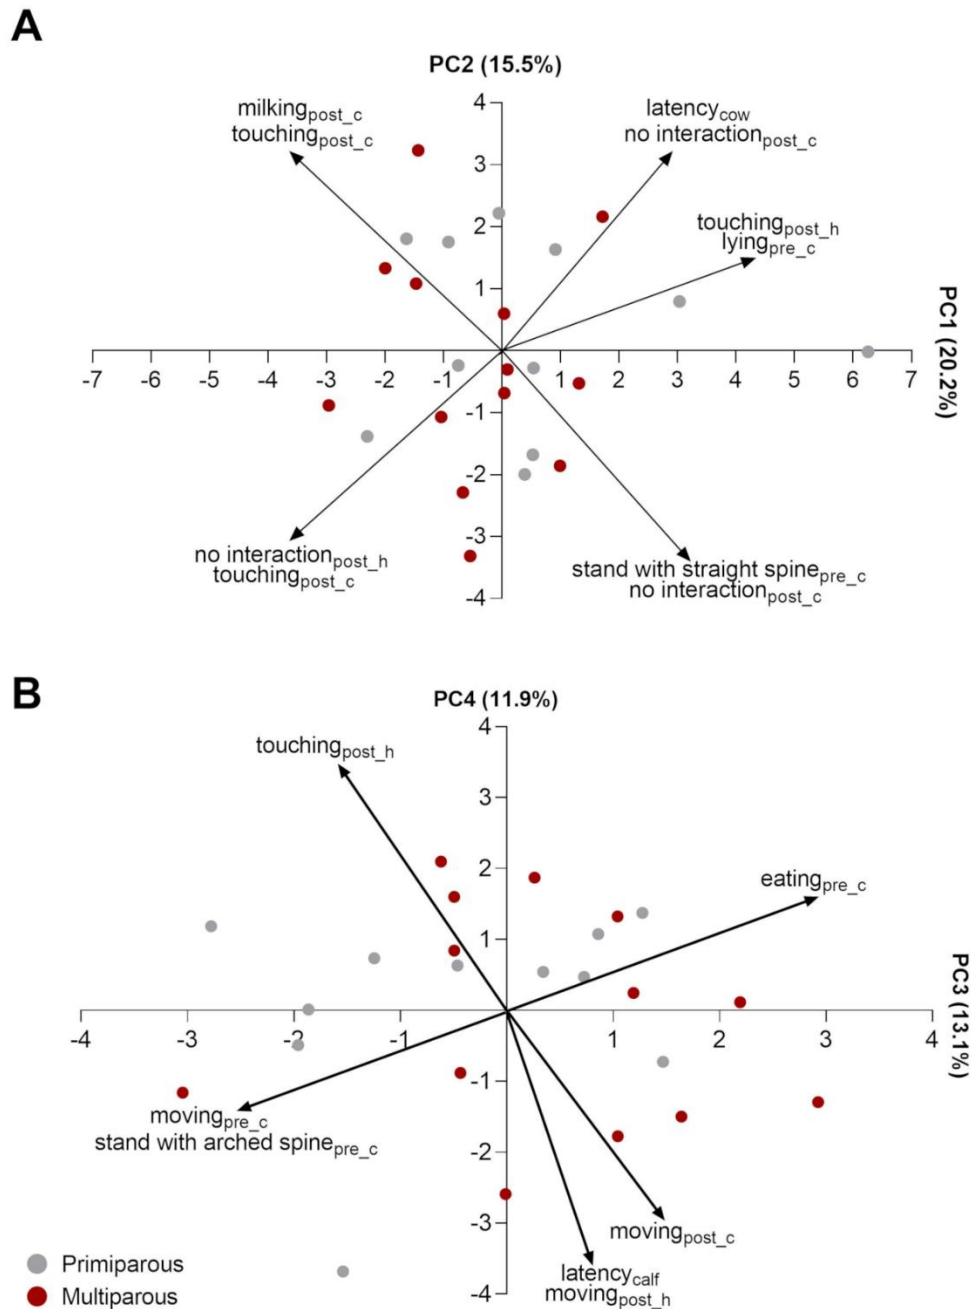 A
PC2 (15.5%)
milkingpost_c
touchingpost_c
latencycow
no interactionpost_c
touchingpost_h
lyingpre_c
4
3
2
1
-1
-2
-3
-4
-7 -6 -5 -4 -3 -2 -1 1 2 3 4 5 6 7
PC1 (20.2%)
no interactionpost_h
touchingpost_c
stand with straight spinepre_c
no interactionpost_c
B
PC4 (11.9%)
touchingpost_h
eatingpre_c
4
3
2
1
-1
-2
-3
-4
-4 -3 -2 -1 1 2 3 4
PC3 (13.1%)
movingpre_c
stand with arched spinepre_c
movingpost_c
latencycalf
movingpost_h
Primiparous
Multiparous